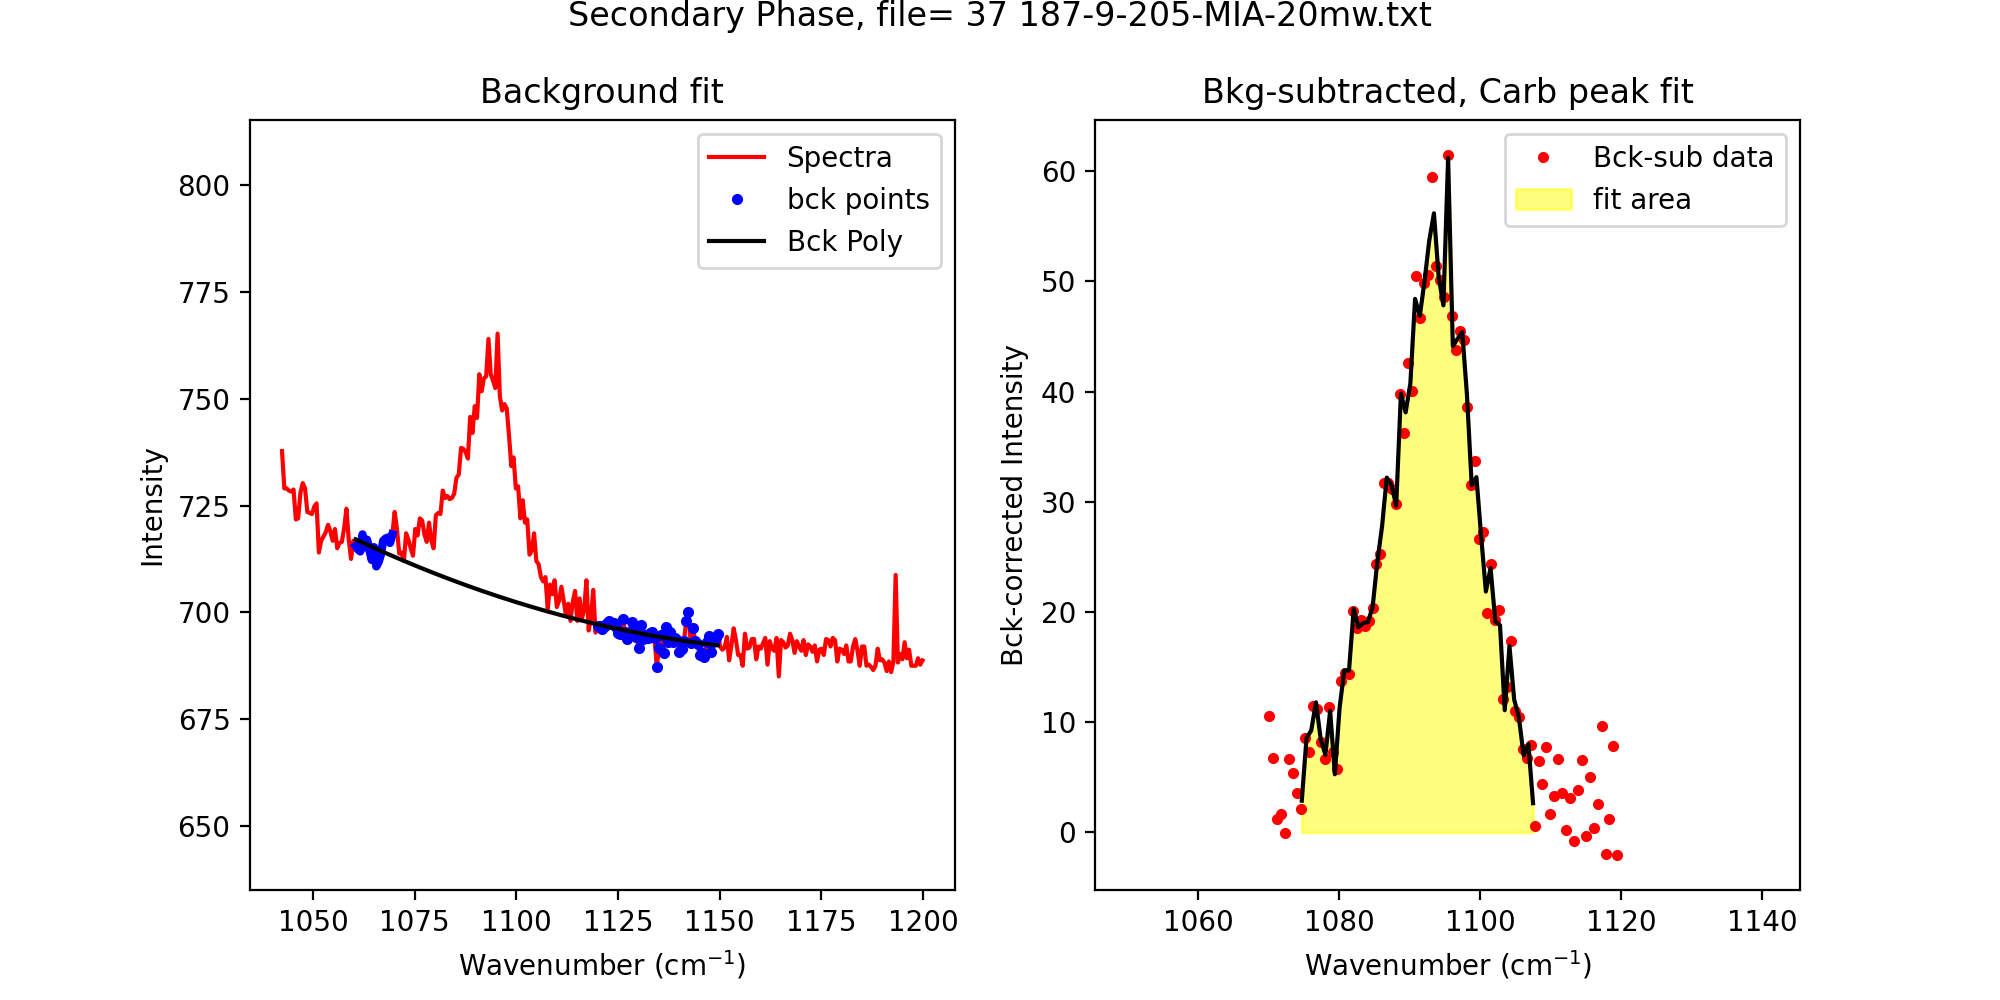 Secondary Phase, file= 37 187-9-205-MIA-20mw.txt
Background fit
Spectra
bck points
Bck Poly
800
775
750
725
700
675
650
Intensity
1050 1075 1100 1125 1150 1175 1200
Wavenumber (cm⁻¹)
Bkg-subtracted, Carb peak fit
Bck-sub data
fit area
60
50
40
30
20
10
0
Bck-corrected Intensity
1060 1080 1100 1120 1140
Wavenumber (cm⁻¹)